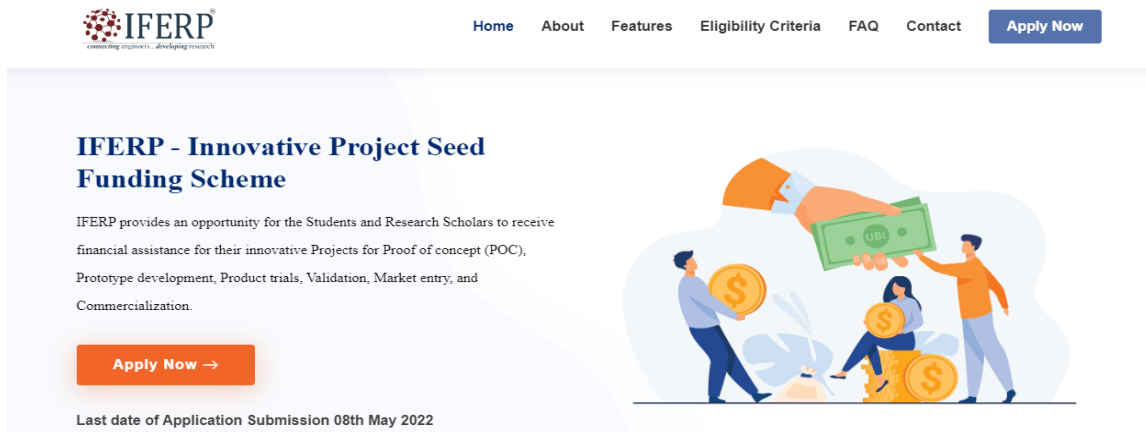 IFERP®
connecting engineers...developing research
Home About Features Eligibility Criteria FAQ Contact Apply Now
IFERP - Innovative Project Seed
Funding Scheme
IFERP provides an opportunity for the Students and Research Scholars to receive
financial assistance for their innovative Projects for Proof of concept (POC),
Prototype development, Product trials, Validation, Market entry, and
Commercialization.
Apply Now →
Last date of Application Submission 08th May 2022
UBI
$
$
$